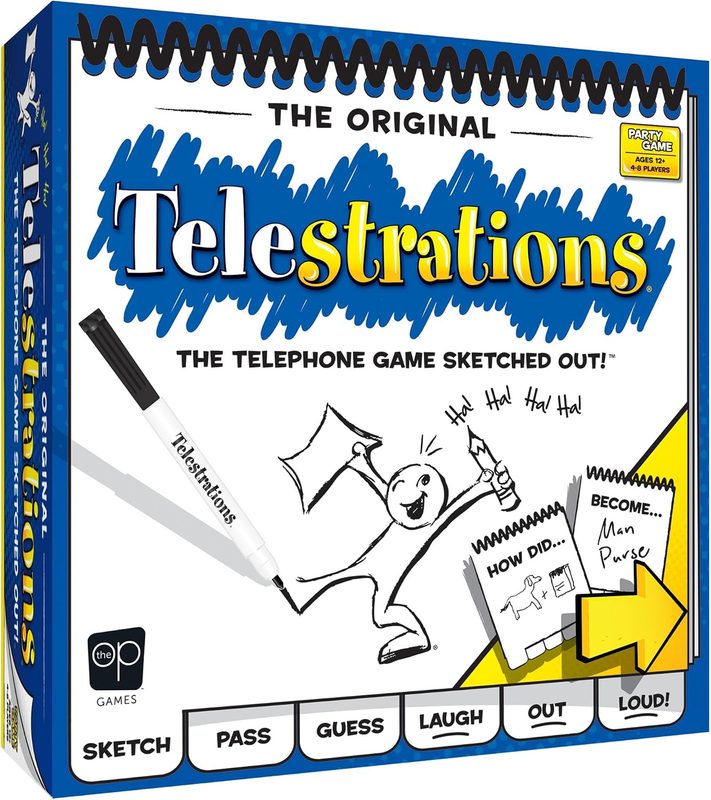 THE ORIGINAL
PARTY GAME
AGES 12+
4-8 PLAYERS
Telestrations®
THE TELEPHONE GAME SKETCHED OUT!™
Ha! Ha! Ha! Ha!
Telestrations
HOW DID...
+
BECOME...
Man
Purse
the op
GAMES™
SKETCH
PASS
GUESS
LAUGH
OUT
LOUD!
THE ORIGINAL
Telestrations
THE TELEPHONE GAME SKETCHED OUT!